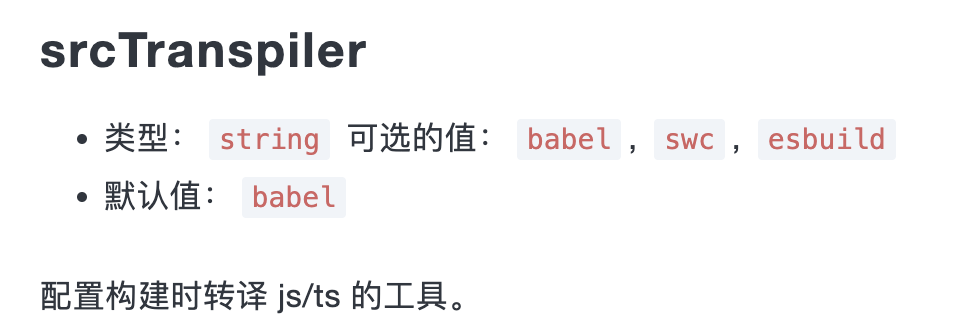 srcTranspiler
• 类型： string 可选的值： babel ，swc ，esbuild
• 默认值： babel
配置构建时转译 js/ts 的工具。